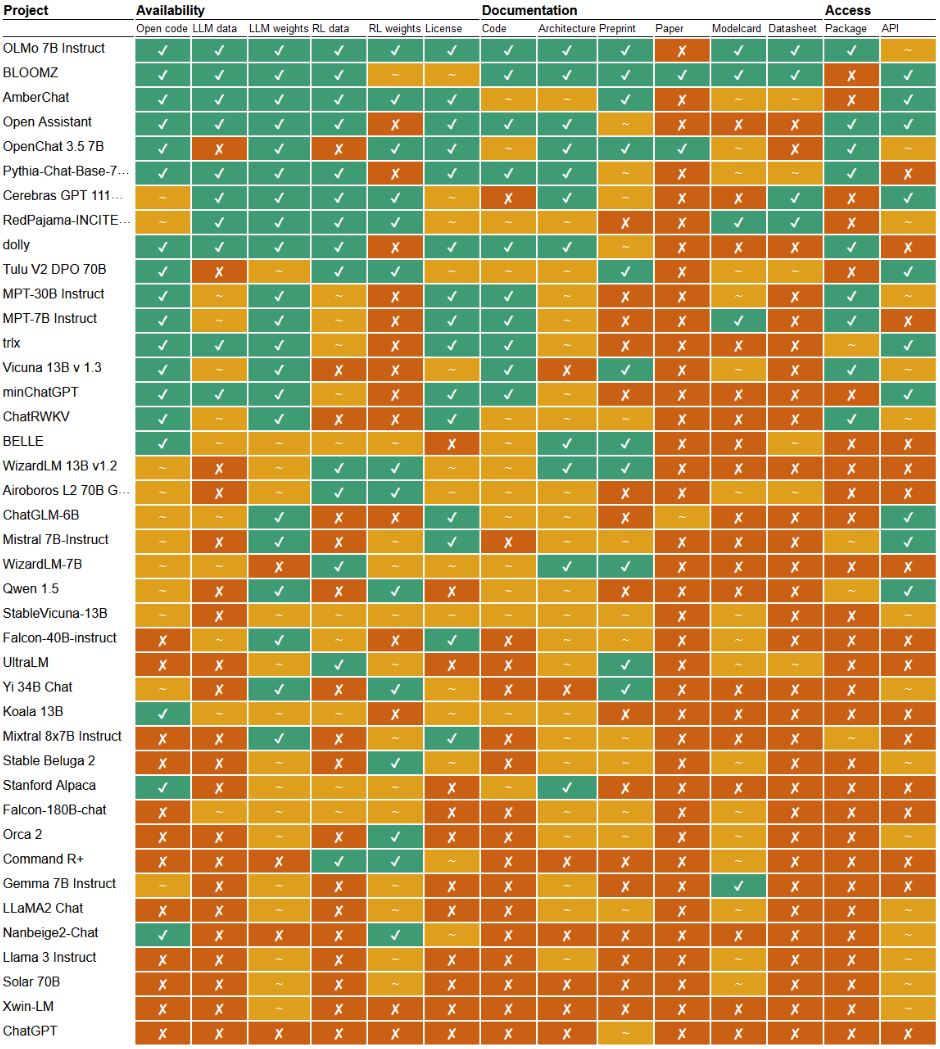 Project Availability Documentation Access
Open code LLM data LLM weights RL data RL weights License Code Architecture Preprint Paper Modelcard Datasheet Package API
OLMo 7B Instruct ✓ ✓ ✓ ✓ ✓ ✓ ✓ ✓ ✓ ✗ ✓ ✓ ✓ ~
BLOOMZ ✓ ✓ ✓ ✓ ~ ~ ✓ ✓ ✓ ✓ ✓ ✓ ✗ ✓
AmberChat ✓ ✓ ✓ ✓ ✓ ✓ ~ ~ ✓ ✗ ~ ~ ✗ ✓
Open Assistant ✓ ✓ ✓ ✓ ✗ ✓ ✓ ✓ ~ ✗ ✗ ✗ ✓ ✓
OpenChat 3.5 7B ✓ ✗ ✓ ✗ ✓ ✓ ~ ✓ ✓ ✓ ~ ✗ ✓ ~
Pythia-Chat-Base-7… ✓ ✓ ✓ ✓ ✗ ✓ ✓ ✓ ~ ✗ ~ ~ ✓ ✗
Cerebras GPT 111… ~ ✓ ✓ ✓ ✓ ~ ✗ ✓ ~ ✗ ✗ ✓ ✗ ✓
RedPajama-INCITE… ~ ✓ ✓ ✓ ✓ ~ ~ ~ ✗ ✗ ✓ ✓ ✗ ~
dolly ✓ ✓ ✓ ✓ ✗ ✓ ✓ ✓ ~ ✗ ✗ ✗ ✓ ✗
Tulu V2 DPO 70B ✓ ✗ ~ ✓ ✓ ~ ~ ~ ✓ ✗ ~ ~ ✗ ✓
MPT-30B Instruct ✓ ~ ✓ ~ ✗ ✓ ✓ ~ ✗ ✗ ~ ✗ ✓ ~
MPT-7B Instruct ✓ ~ ✓ ~ ✗ ✓ ✓ ~ ✗ ✗ ✓ ✗ ✓ ✗
trlx ✓ ✓ ✓ ~ ✗ ✓ ✓ ~ ✗ ✗ ✗ ✗ ~ ✓
Vicuna 13B v 1.3 ✓ ~ ✓ ✗ ✗ ~ ✓ ✗ ✓ ✗ ~ ✗ ✓ ~
minChatGPT ✓ ✓ ✓ ~ ✗ ✓ ✓ ~ ✗ ✗ ✗ ✗ ✗ ✓
ChatRWKV ✓ ~ ✓ ✗ ✗ ✓ ~ ~ ~ ✗ ✗ ✗ ✓ ~
BELLE ✓ ~ ~ ~ ~ ✗ ~ ✓ ✓ ✗ ✗ ~ ✗ ✗
WizardLM 13B v1.2 ~ ✗ ~ ✓ ✓ ~ ~ ✓ ✓ ✗ ✗ ✗ ✗ ✗
Airoboros L2 70B G… ~ ✗ ~ ✓ ✓ ~ ~ ~ ✗ ✗ ~ ~ ✗ ✗
ChatGLM-6B ~ ~ ✓ ✗ ✗ ✓ ~ ~ ✗ ~ ✗ ✗ ✗ ✓
Mistral 7B-Instruct ~ ✗ ✓ ✗ ~ ✓ ✗ ~ ~ ✗ ✗ ✗ ~ ✓
WizardLM-7B ~ ~ ✗ ✓ ~ ~ ~ ✓ ✓ ✗ ✗ ✗ ✗ ✗
Qwen 1.5 ~ ✗ ✓ ✗ ✓ ✗ ~ ~ ✗ ✗ ✗ ✗ ~ ✓
StableVicuna-13B ~ ✗ ~ ~ ~ ~ ~ ~ ~ ✗ ~ ✗ ✗ ~
Falcon-40B-instruct ✗ ~ ✓ ~ ✗ ✓ ✗ ~ ~ ✗ ~ ✗ ✗ ✗
UltraLM ✗ ✗ ~ ✓ ~ ✗ ✗ ~ ✓ ✗ ~ ~ ✗ ✗
Yi 34B Chat ~ ✗ ✓ ✗ ✓ ~ ✗ ✗ ✓ ✗ ✗ ✗ ✗ ~
Koala 13B ✓ ~ ~ ~ ✗ ~ ~ ~ ✗ ✗ ✗ ✗ ✗ ✗
Mixtral 8x7B Instruct ✗ ✗ ✓ ✗ ~ ✓ ✗ ~ ~ ✗ ✗ ✗ ~ ✗
Stable Beluga 2 ✗ ✗ ~ ✗ ✓ ~ ✗ ~ ~ ✗ ~ ✗ ✗ ~
Stanford Alpaca ✓ ✗ ~ ~ ~ ✗ ~ ✓ ✗ ✗ ✗ ✗ ✗ ✗
Falcon-180B-chat ✗ ~ ~ ~ ~ ✗ ✗ ~ ~ ✗ ~ ✗ ✗ ✗
Orca 2 ✗ ✗ ~ ✗ ✓ ✗ ✗ ~ ~ ✗ ~ ✗ ✗ ~
Command R+ ✗ ✗ ✗ ✓ ✓ ~ ✗ ✗ ✗ ✗ ~ ✗ ✗ ✗
Gemma 7B Instruct ~ ✗ ~ ✗ ~ ✗ ✗ ~ ✗ ✗ ✓ ✗ ✗ ✗
LLaMA2 Chat ✗ ✗ ~ ✗ ~ ✗ ✗ ~ ~ ✗ ~ ✗ ✗ ~
Nanbeige2-Chat ✓ ✗ ✗ ✗ ✓ ~ ✗ ✗ ✗ ✗ ✗ ✗ ✗ ~
Llama 3 Instruct ✗ ✗ ~ ✗ ~ ✗ ✗ ~ ✗ ✗ ~ ✗ ✗ ~
Solar 70B ✗ ✗ ~ ✗ ~ ✗ ✗ ✗ ✗ ✗ ~ ✗ ✗ ~
Xwin-LM ✗ ✗ ~ ✗ ✗ ✗ ✗ ✗ ✗ ✗ ✗ ✗ ✗ ~
ChatGPT ✗ ✗ ✗ ✗ ✗ ✗ ✗ ✗ ~ ✗ ✗ ✗ ✗ ✗